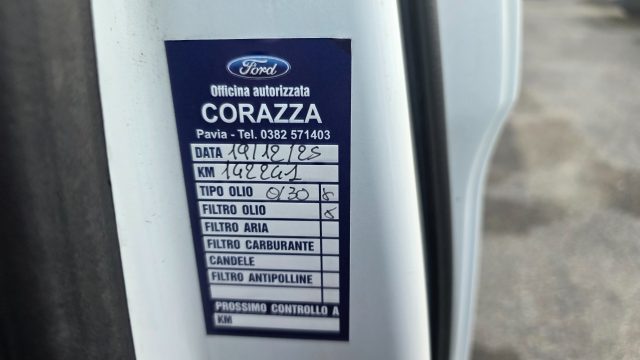 Ford
Officina autorizzata
CORAZZA
Pavia - Tel. 0382 571403
DATA 19/12/25
KM 142241
TIPO OLIO 0/30 x
FILTRO OLIO x
FILTRO ARIA
FILTRO CARBURANTE
CANDELE
FILTRO ANTIPOLLINE
PROSSIMO CONTROLLO A
KM